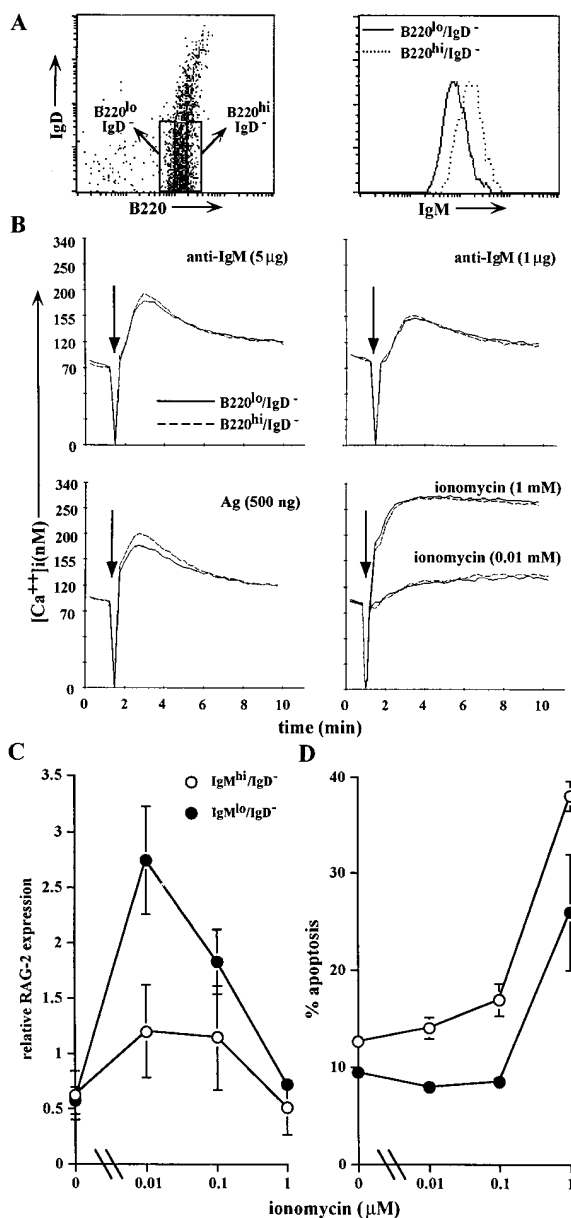 A
IgD
B220lo
IgD-
B220hi
IgD-
B220
B220lo/IgD-
B220hi/IgD-
IgM
B
[Ca++]i(nM)
340
250
200
155
120
70
0
anti-IgM (5 µg)
B220lo/IgD-
B220hi/IgD-
anti-IgM (1 µg)
340
250
200
155
120
70
0
Ag (500 ng)
0 2 4 6 8 10
ionomycin (1 mM)
ionomycin (0.01 mM)
0 2 4 6 8 10
time (min)
C
relative RAG-2 expression
3.5
3
2.5
2
1.5
1
0.5
0
IgMhi/IgD-
IgMlo/IgD-
0 0.01 0.1 1
D
% apoptosis
40
30
20
10
0
0 0.01 0.1 1
ionomycin (µM)